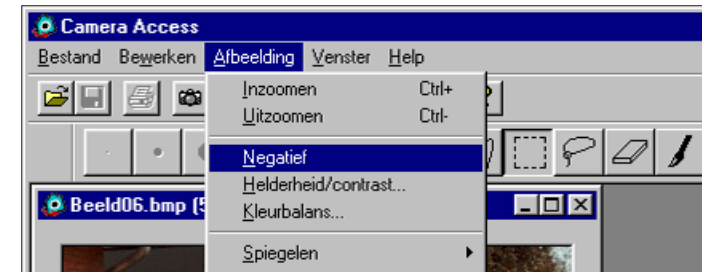 Camera Access
Bestand Bewerken Afbeelding Venster Help
Inzoomen Ctrl+
Uitzoomen Ctrl-
Negatief
Helderheid/contrast...
Kleurbalans...
Beeld06.bmp (
Spiegelen